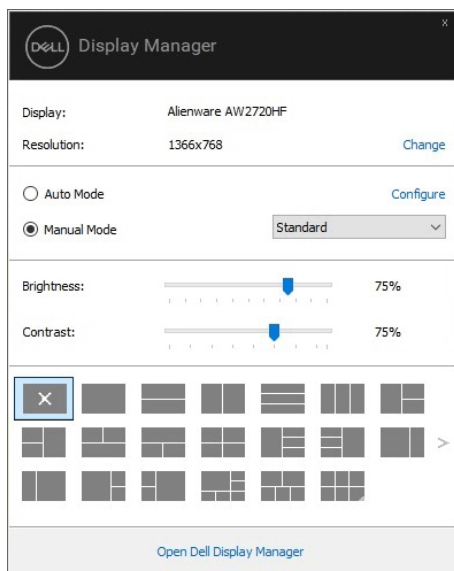 DELL Display Manager
Display: Alienware AW2720HF
Resolution: 1366x768 Change
Auto Mode Configure
Manual Mode Standard
Brightness: 75%
Contrast: 75%
Open Dell Display Manager